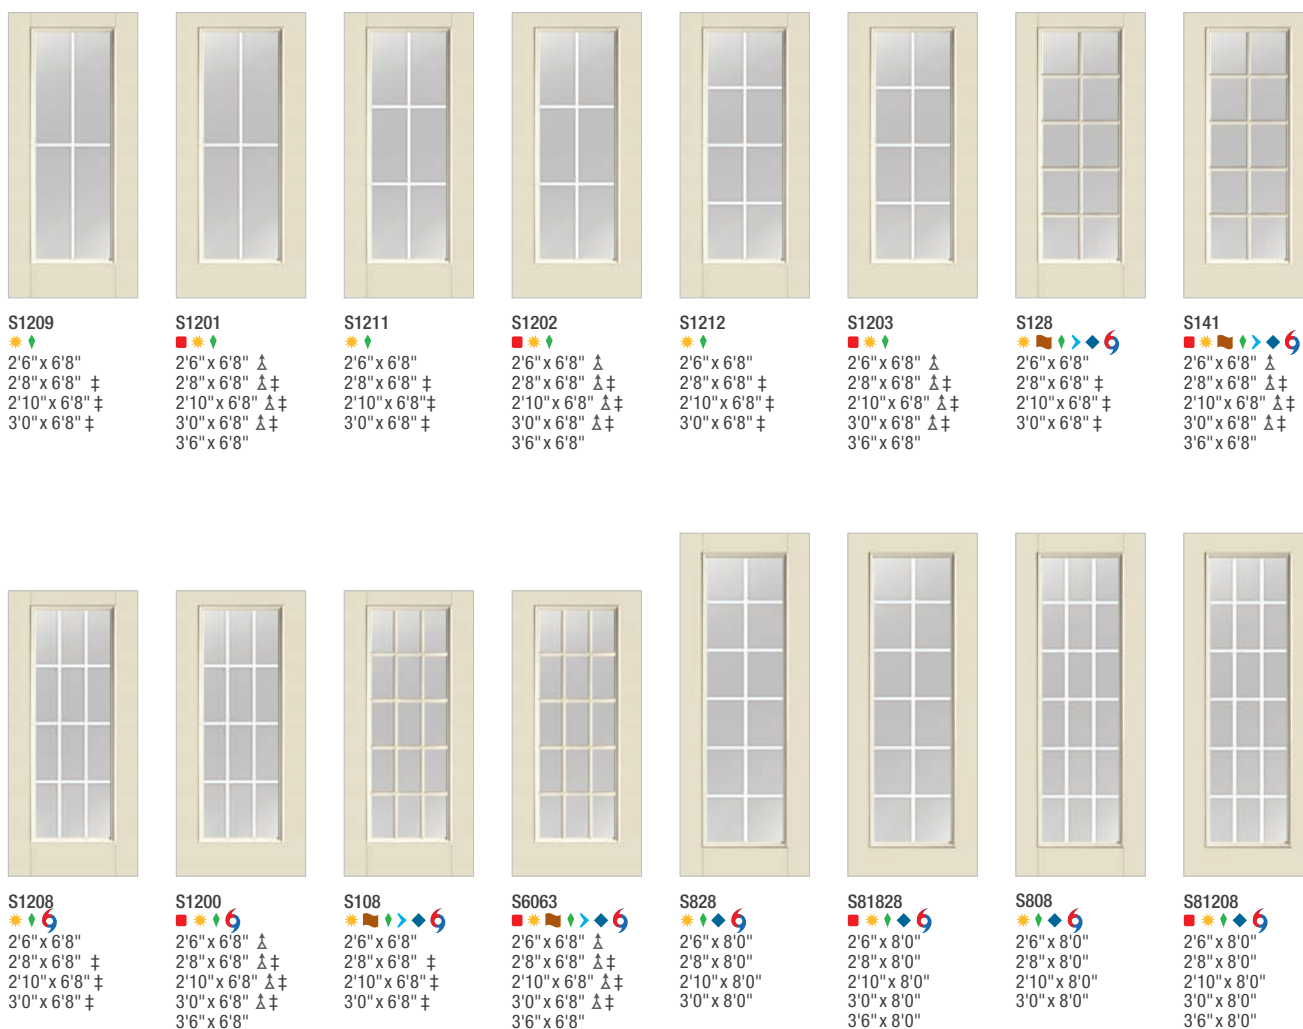 S1209
2'6" x 6'8"
2'8" x 6'8" ‡
2'10" x 6'8" ‡
3'0" x 6'8" ‡
S1201
2'6" x 6'8"
2'8" x 6'8" ‡
2'10" x 6'8" ‡
3'0" x 6'8" ‡
3'6" x 6'8"
S1211
2'6" x 6'8"
2'8" x 6'8" ‡
2'10" x 6'8"‡
3'0" x 6'8" ‡
S1202
2'6" x 6'8"
2'8" x 6'8" ‡
2'10" x 6'8" ‡
3'0" x 6'8" ‡
3'6" x 6'8"
S1212
2'6" x 6'8"
2'8" x 6'8" ‡
2'10" x 6'8" ‡
3'0" x 6'8" ‡
S1203
2'6" x 6'8"
2'8" x 6'8" ‡
2'10" x 6'8" ‡
3'0" x 6'8" ‡
3'6" x 6'8"
S128
2'6" x 6'8"
2'8" x 6'8" ‡
2'10" x 6'8" ‡
3'0" x 6'8" ‡
S141
2'6" x 6'8"
2'8" x 6'8" ‡
2'10" x 6'8" ‡
3'0" x 6'8" ‡
3'6" x 6'8"
S1208
2'6" x 6'8"
2'8" x 6'8" ‡
2'10" x 6'8" ‡
3'0" x 6'8" ‡
S1200
2'6" x 6'8"
2'8" x 6'8" ‡
2'10" x 6'8" ‡
3'0" x 6'8" ‡
3'6" x 6'8"
S108
2'6" x 6'8"
2'8" x 6'8" ‡
2'10" x 6'8" ‡
3'0" x 6'8" ‡
S6063
2'6" x 6'8"
2'8" x 6'8" ‡
2'10" x 6'8" ‡
3'0" x 6'8" ‡
3'6" x 6'8"
S828
2'6" x 8'0"
2'8" x 8'0"
2'10" x 8'0"
3'0" x 8'0"
S81828
2'6" x 8'0"
2'8" x 8'0"
2'10" x 8'0"
3'0" x 8'0"
3'6" x 8'0"
S808
2'6" x 8'0"
2'8" x 8'0"
2'10" x 8'0"
3'0" x 8'0"
S81208
2'6" x 8'0"
2'8" x 8'0"
2'10" x 8'0"
3'0" x 8'0"
3'6" x 8'0"